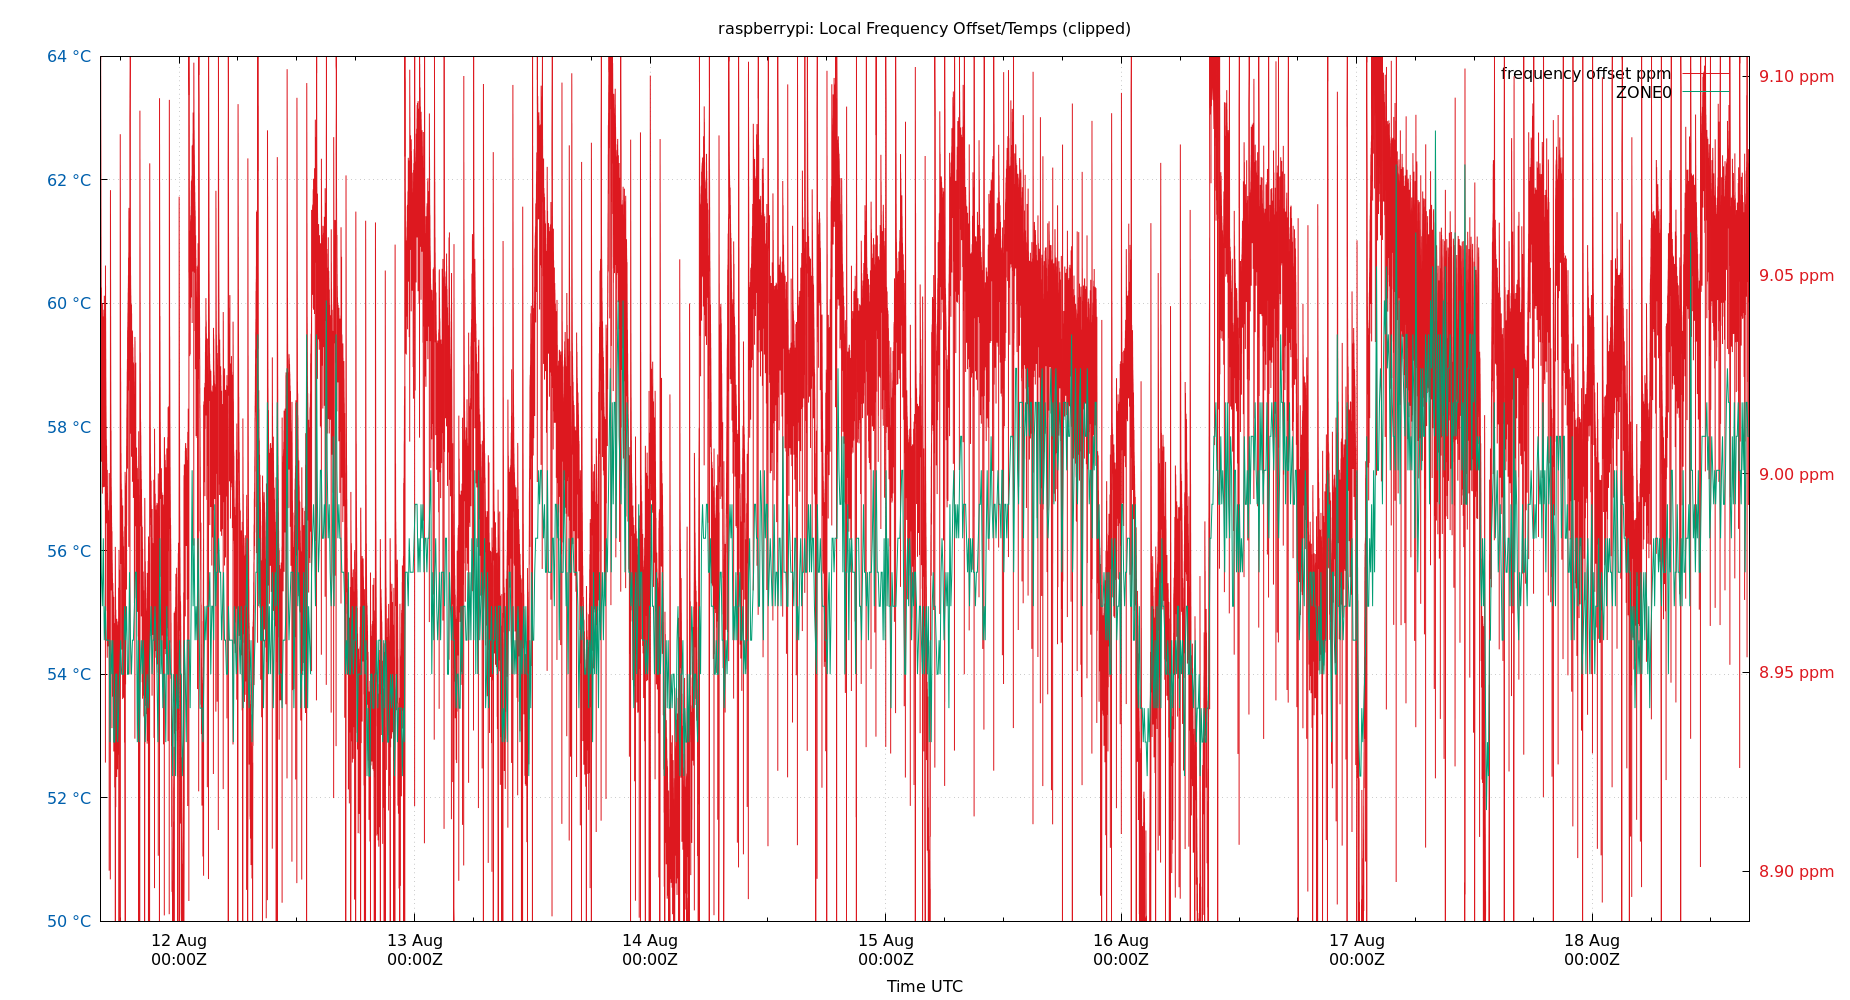 raspberrypi: Local Frequency Offset/Temps (clipped)
64 °C
62 °C
60 °C
58 °C
56 °C
54 °C
52 °C
50 °C
frequency offset ppm
ZONE0
9.10 ppm
9.05 ppm
9.00 ppm
8.95 ppm
8.90 ppm
12 Aug
00:00Z
13 Aug
00:00Z
14 Aug
00:00Z
15 Aug
00:00Z
16 Aug
00:00Z
17 Aug
00:00Z
18 Aug
00:00Z
Time UTC